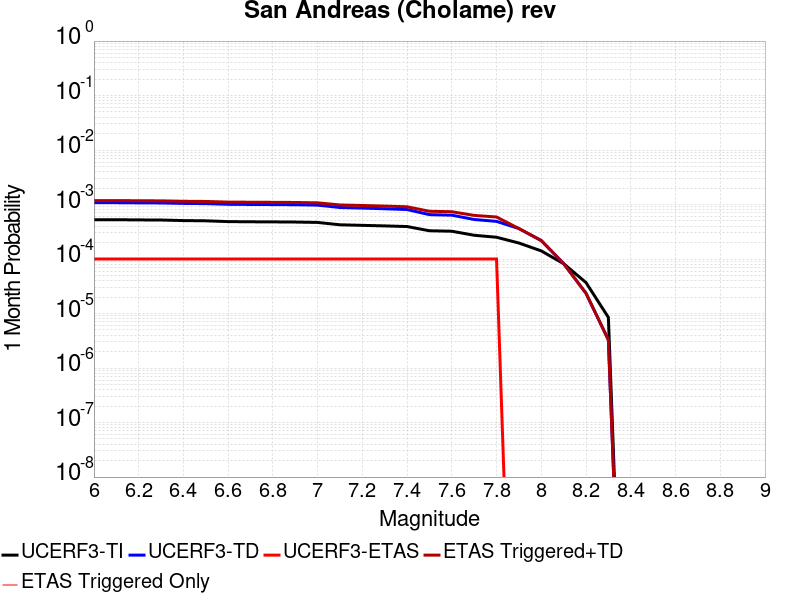 San Andreas (Cholame) rev
10^0
10^-1
10^-2
10^-3
10^-4
10^-5
10^-6
10^-7
10^-8
1 Month Probability
6 6.2 6.4 6.6 6.8 7 7.2 7.4 7.6 7.8 8 8.2 8.4 8.6 8.8 9
Magnitude
UCERF3-TI UCERF3-TD UCERF3-ETAS ETAS Triggered+TD
ETAS Triggered Only